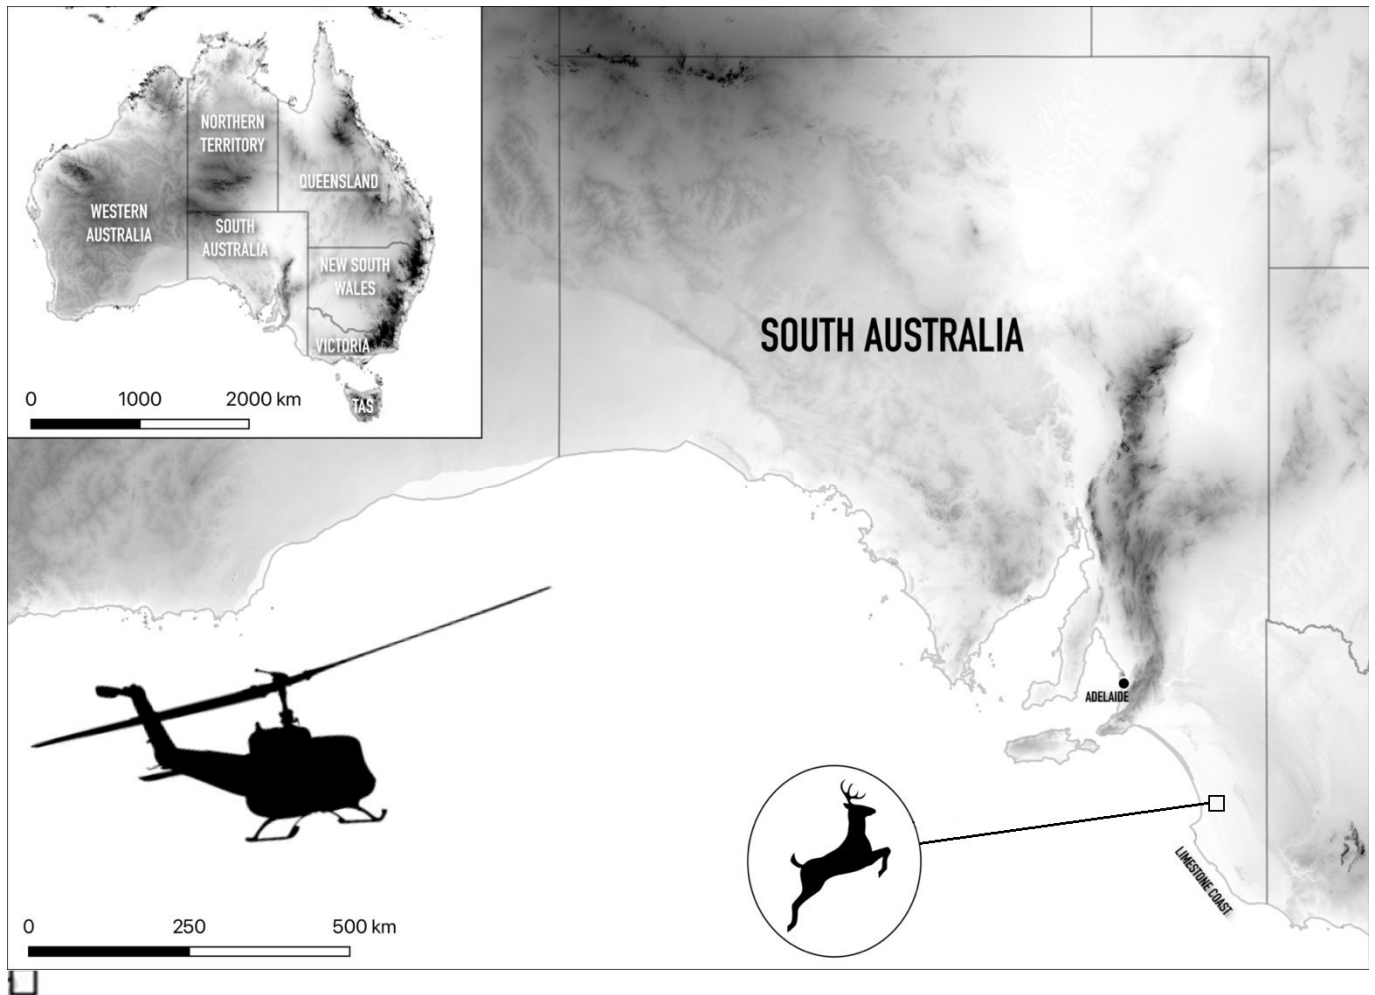 NORTHERN
TERRITORY
QUEENSLAND
WESTERN
AUSTRALIA
SOUTH
AUSTRALIA
NEW SOUTH
WALES
VICTORIA
TAS
0 1000 2000 km
SOUTH AUSTRALIA
ADELAIDE
LIMESTONE COAST
0 250 500 km